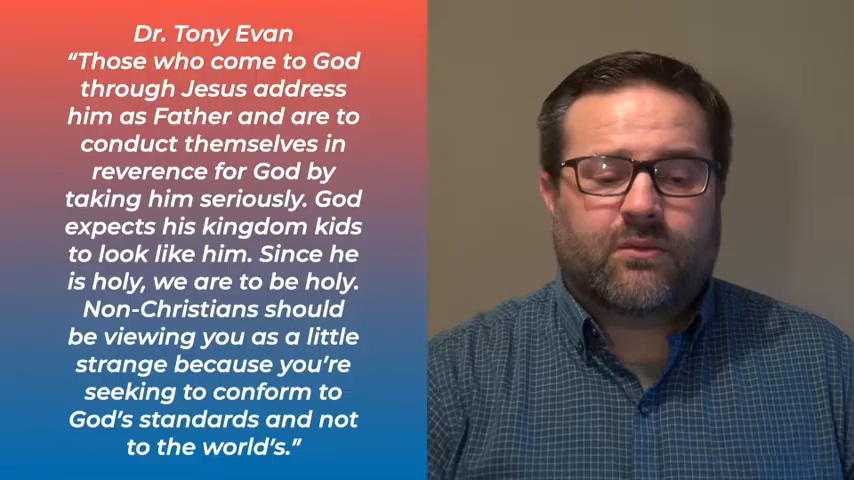 Dr. Tony Evan
“Those who come to God
through Jesus address
him as Father and are to
conduct themselves in
reverence for God by
taking him seriously. God
expects his kingdom kids
to look like him. Since he
is holy, we are to be holy.
Non-Christians should
be viewing you as a little
strange because you’re
seeking to conform to
God’s standards and not
to the world’s.”